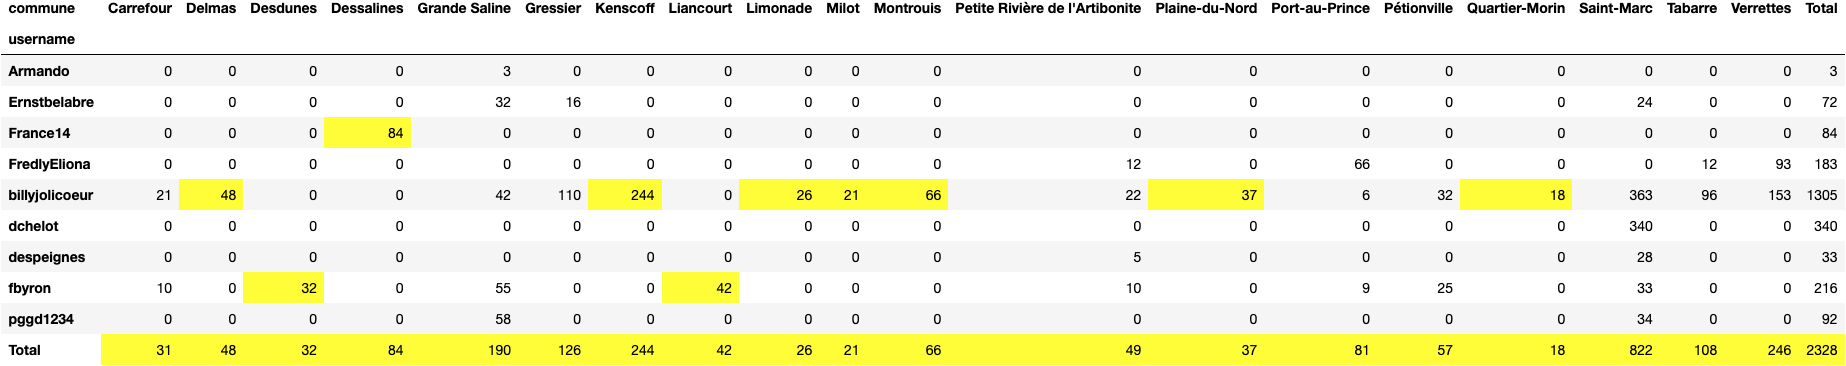 commune Carrefour Delmas Desdunes Dessalines Grande Saline Gressier Kenscoff Liancourt Limonade Milot Montrouis Petite Rivière de l'Artibonite Plaine-du-Nord Port-au-Prince Pétionville Quartier-Morin Saint-Marc Tabarre Verrettes Total
username
Armando 0 0 0 0 3 0 0 0 0 0 0 0 0 0 0 0 0 0 0 3
Ernstbelabre 0 0 0 0 32 16 0 0 0 0 0 0 0 0 0 0 24 0 0 72
France14 0 0 0 84 0 0 0 0 0 0 0 0 0 0 0 0 0 0 0 84
FredlyEliona 0 0 0 0 0 0 0 0 0 0 0 12 0 66 0 0 0 12 93 183
billyjolicoeur 21 48 0 0 42 110 244 0 26 21 66 22 37 6 32 18 363 96 153 1305
dchelot 0 0 0 0 0 0 0 0 0 0 0 0 0 0 0 0 340 0 0 340
despeignes 0 0 0 0 0 0 0 0 0 0 0 5 0 0 0 0 28 0 0 33
fbyron 10 0 32 0 55 0 0 42 0 0 0 10 0 9 25 0 33 0 0 216
pggd1234 0 0 0 0 58 0 0 0 0 0 0 0 0 0 0 0 34 0 0 92
Total 31 48 32 84 190 126 244 42 26 21 66 49 37 81 57 18 822 108 246 2328